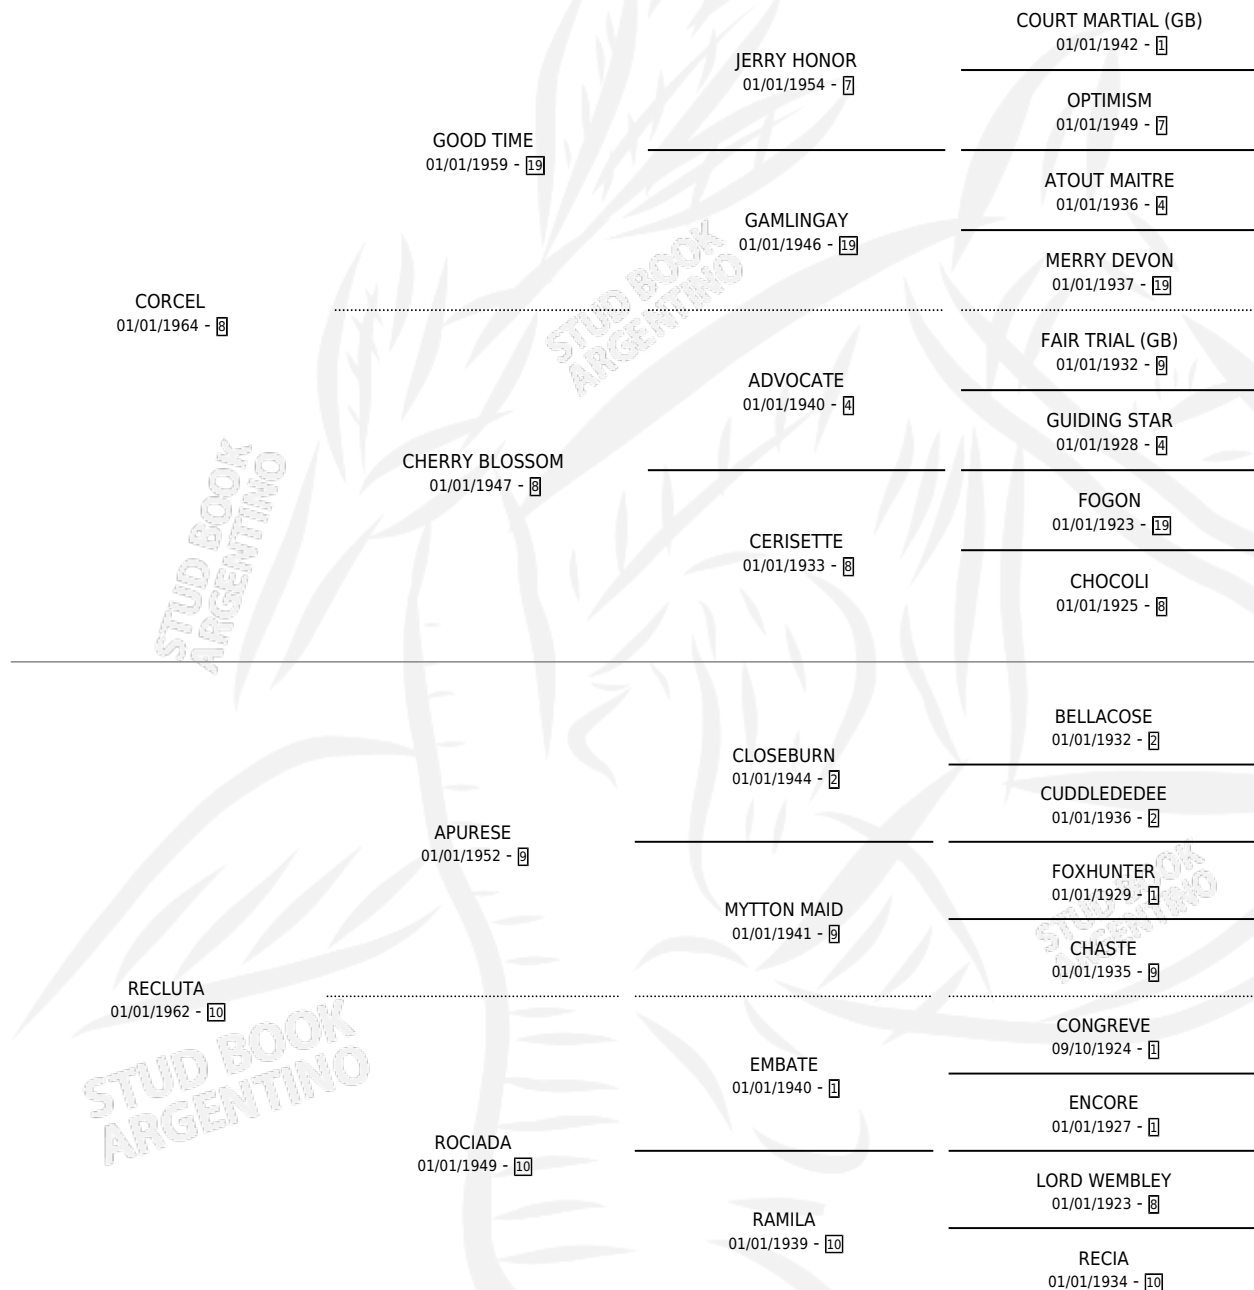 COURT MARTIAL (GB)
01/01/1942 - 1
JERRY HONOR
01/01/1954 - 7
OPTIMISM
01/01/1949 - 7
GOOD TIME
01/01/1959 - 19
ATOUT MAITRE
01/01/1936 - 4
GAMLINGAY
01/01/1946 - 19
MERRY DEVON
01/01/1937 - 19
CORCEL
01/01/1964 - 8
FAIR TRIAL (GB)
01/01/1932 - 9
ADVOCATE
01/01/1940 - 4
GUIDING STAR
01/01/1928 - 4
CHERRY BLOSSOM
01/01/1947 - 8
FOGON
01/01/1923 - 19
CERISETTE
01/01/1933 - 8
CHOCOLI
01/01/1925 - 8
BELLACOSE
01/01/1932 - 2
CLOSEBURN
01/01/1944 - 2
CUDDLEDEDEE
01/01/1936 - 2
APURESE
01/01/1952 - 9
FOXHUNTER
01/01/1929 - 1
MYTTON MAID
01/01/1941 - 9
CHASTE
01/01/1935 - 9
RECLUTA
01/01/1962 - 10
CONGREVE
09/10/1924 - 1
EMBATE
01/01/1940 - 1
ENCORE
01/01/1927 - 1
ROCIADA
01/01/1949 - 10
LORD WEMBLEY
01/01/1923 - 8
RAMILA
01/01/1939 - 10
RECIA
01/01/1934 - 10
STUD BOOK
ARGENTINO
STUD BOOK
ARGENTINO
STUD BOOK
ARGENTINO
STUD BOOK
ARGENTINO